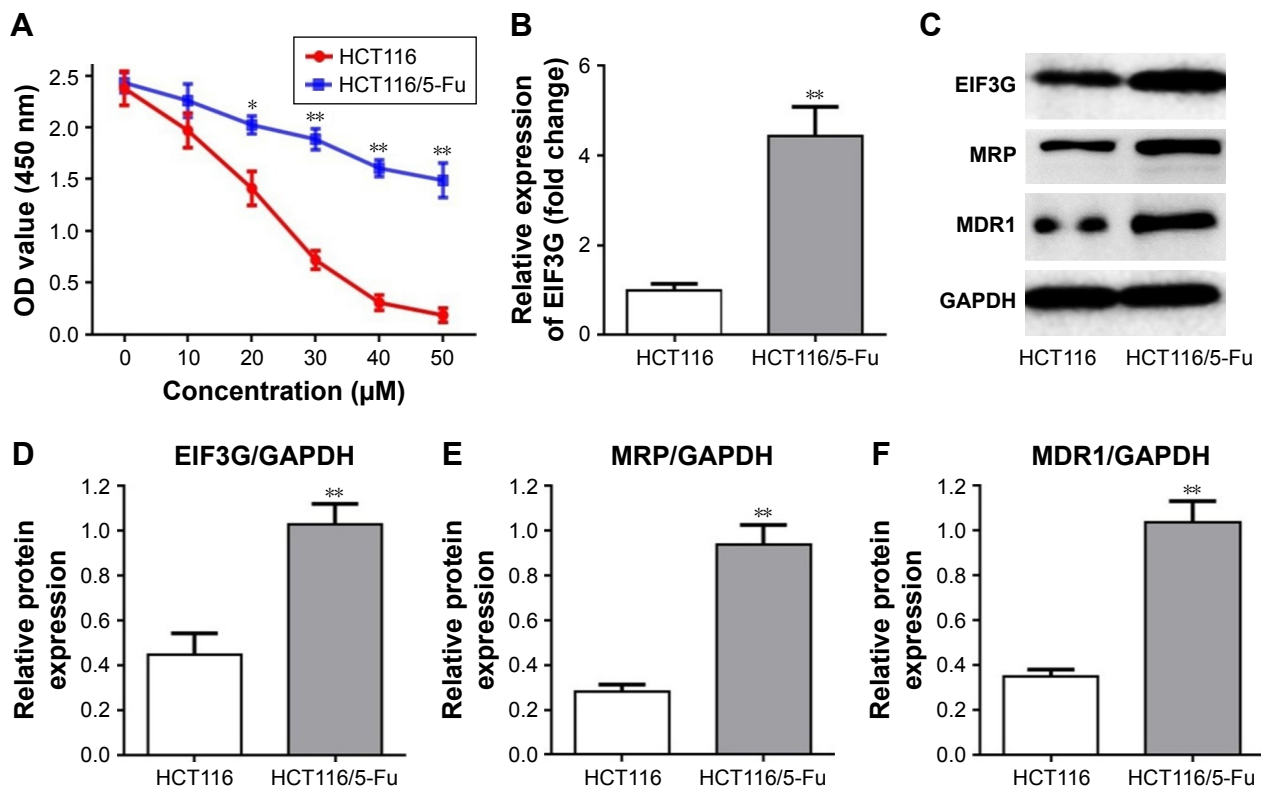 A
HCT116
HCT116/5-Fu
OD value (450 nm)
2.5
2.0
1.5
1.0
0.5
0.0
*
**
**
**
0 10 20 30 40 50
Concentration (µM)
B
Relative expression
of EIF3G (fold change)
6
4
2
0
**
HCT116 HCT116/5-Fu
C
EIF3G
MRP
MDR1
GAPDH
HCT116 HCT116/5-Fu
D
EIF3G/GAPDH
Relative protein
expression
1.2
1.0
0.8
0.6
0.4
0.2
0.0
**
HCT116 HCT116/5-Fu
E
MRP/GAPDH
Relative protein
expression
1.2
1.0
0.8
0.6
0.4
0.2
0.0
**
HCT116 HCT116/5-Fu
F
MDR1/GAPDH
Relative protein
expression
1.2
1.0
0.8
0.6
0.4
0.2
0.0
**
HCT116 HCT116/5-Fu